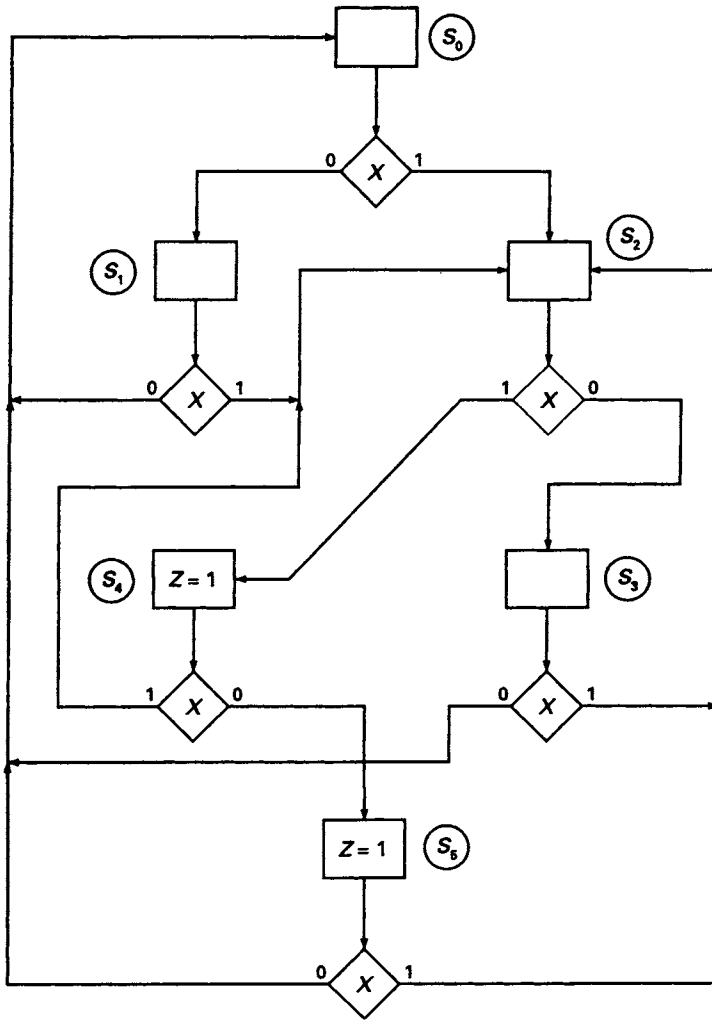 S₀
0 X 1
S₁
S₂
0 X 1
1 X 0
S₄ Z = 1
S₃
1 X 0
0 X 1
Z = 1 S₅
0 X 1